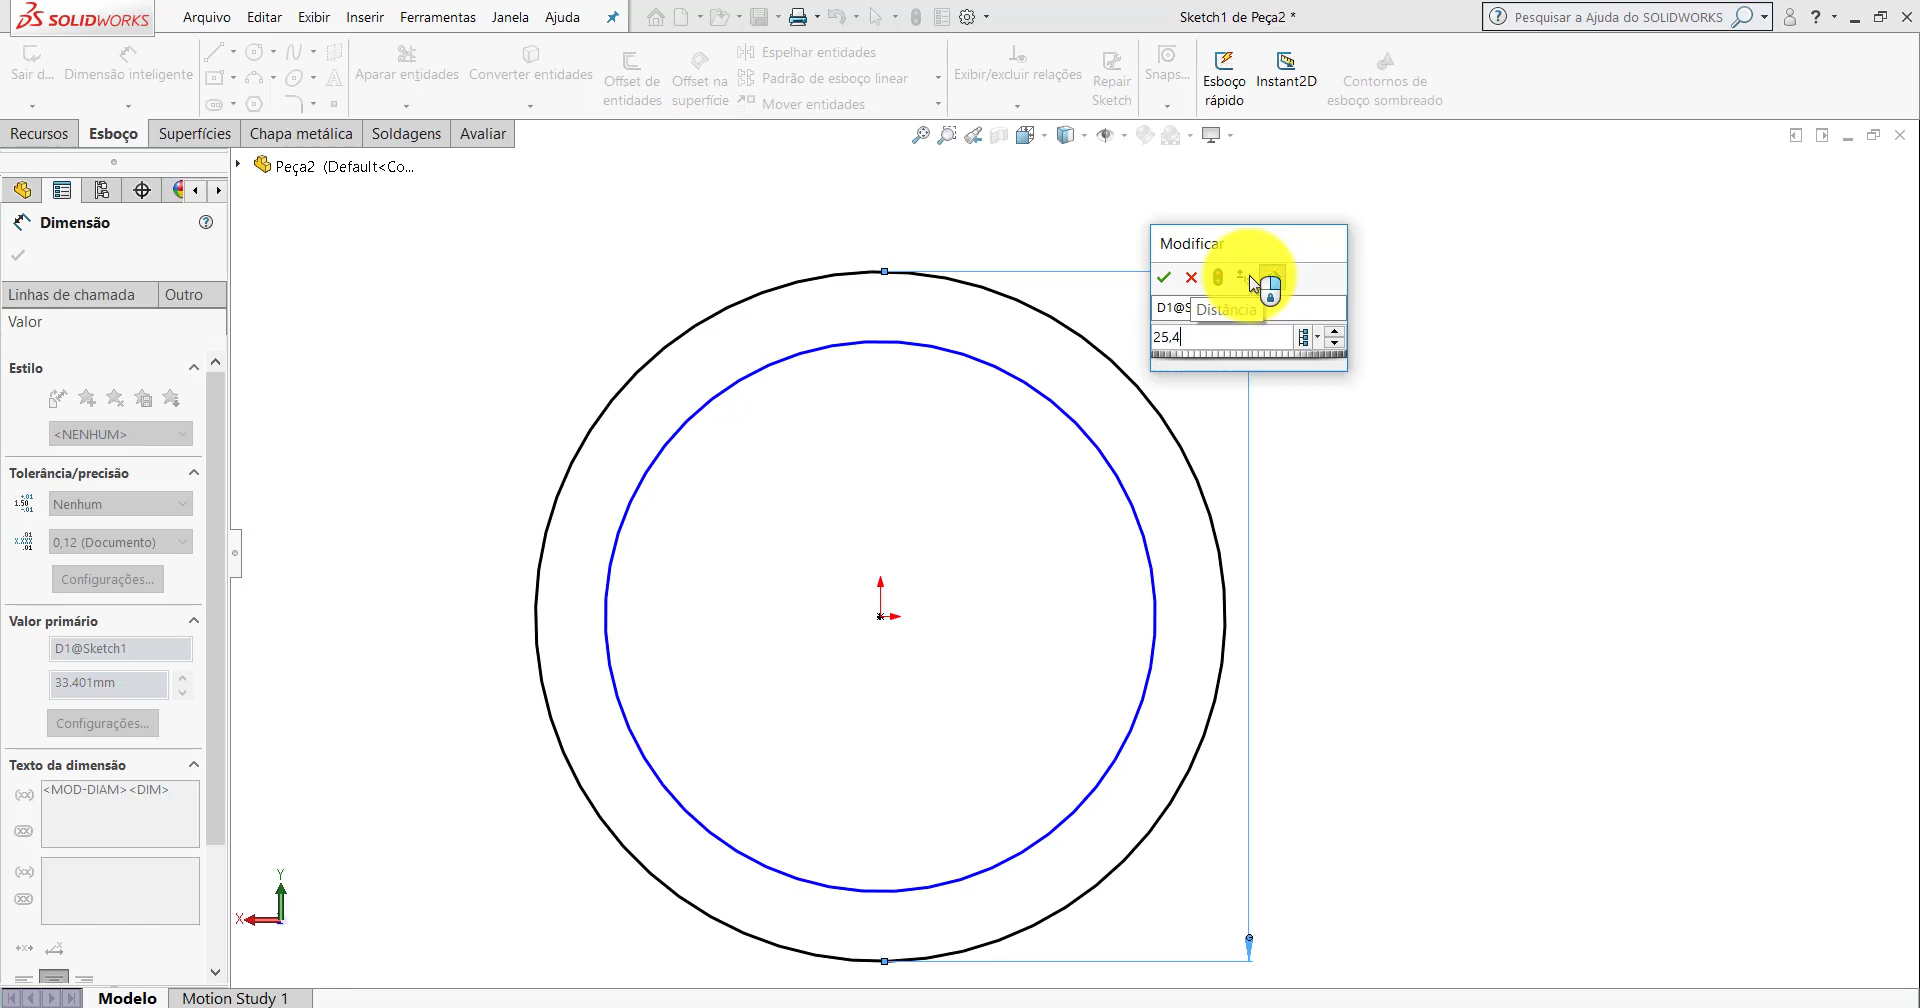 SOLIDWORKS
Arquivo Editar Exibir Inserir Ferramentas Janela Ajuda
Sketch1 de Peça2 *
Pesquisar a Ajuda do SOLIDWORKS
?
Sair d...
Dimensão inteligente
Aparar entidades
Converter entidades
Offset de entidades
Offset na superfície
Espelhar entidades
Padrão de esboço linear
Mover entidades
Exibir/excluir relações
Repair Sketch
Snaps...
Esboço rápido
Instant2D
Contornos de esboço sombreado
Recursos Esboço Superfícies Chapa metálica Soldagens Avaliar
Peça2 (Default<Co...
Dimensão
?
Linhas de chamada Outro
Valor
Estilo
<NENHUM>
Tolerância/precisão
Nenhum
0,12 (Documento)
Configurações...
Valor primário
D1@Sketch1
33.401mm
Configurações...
Texto da dimensão
<MOD-DIAM><DIM>
Modificar
D1@S
Distância
25,4
Y
X
Modelo Motion Study 1